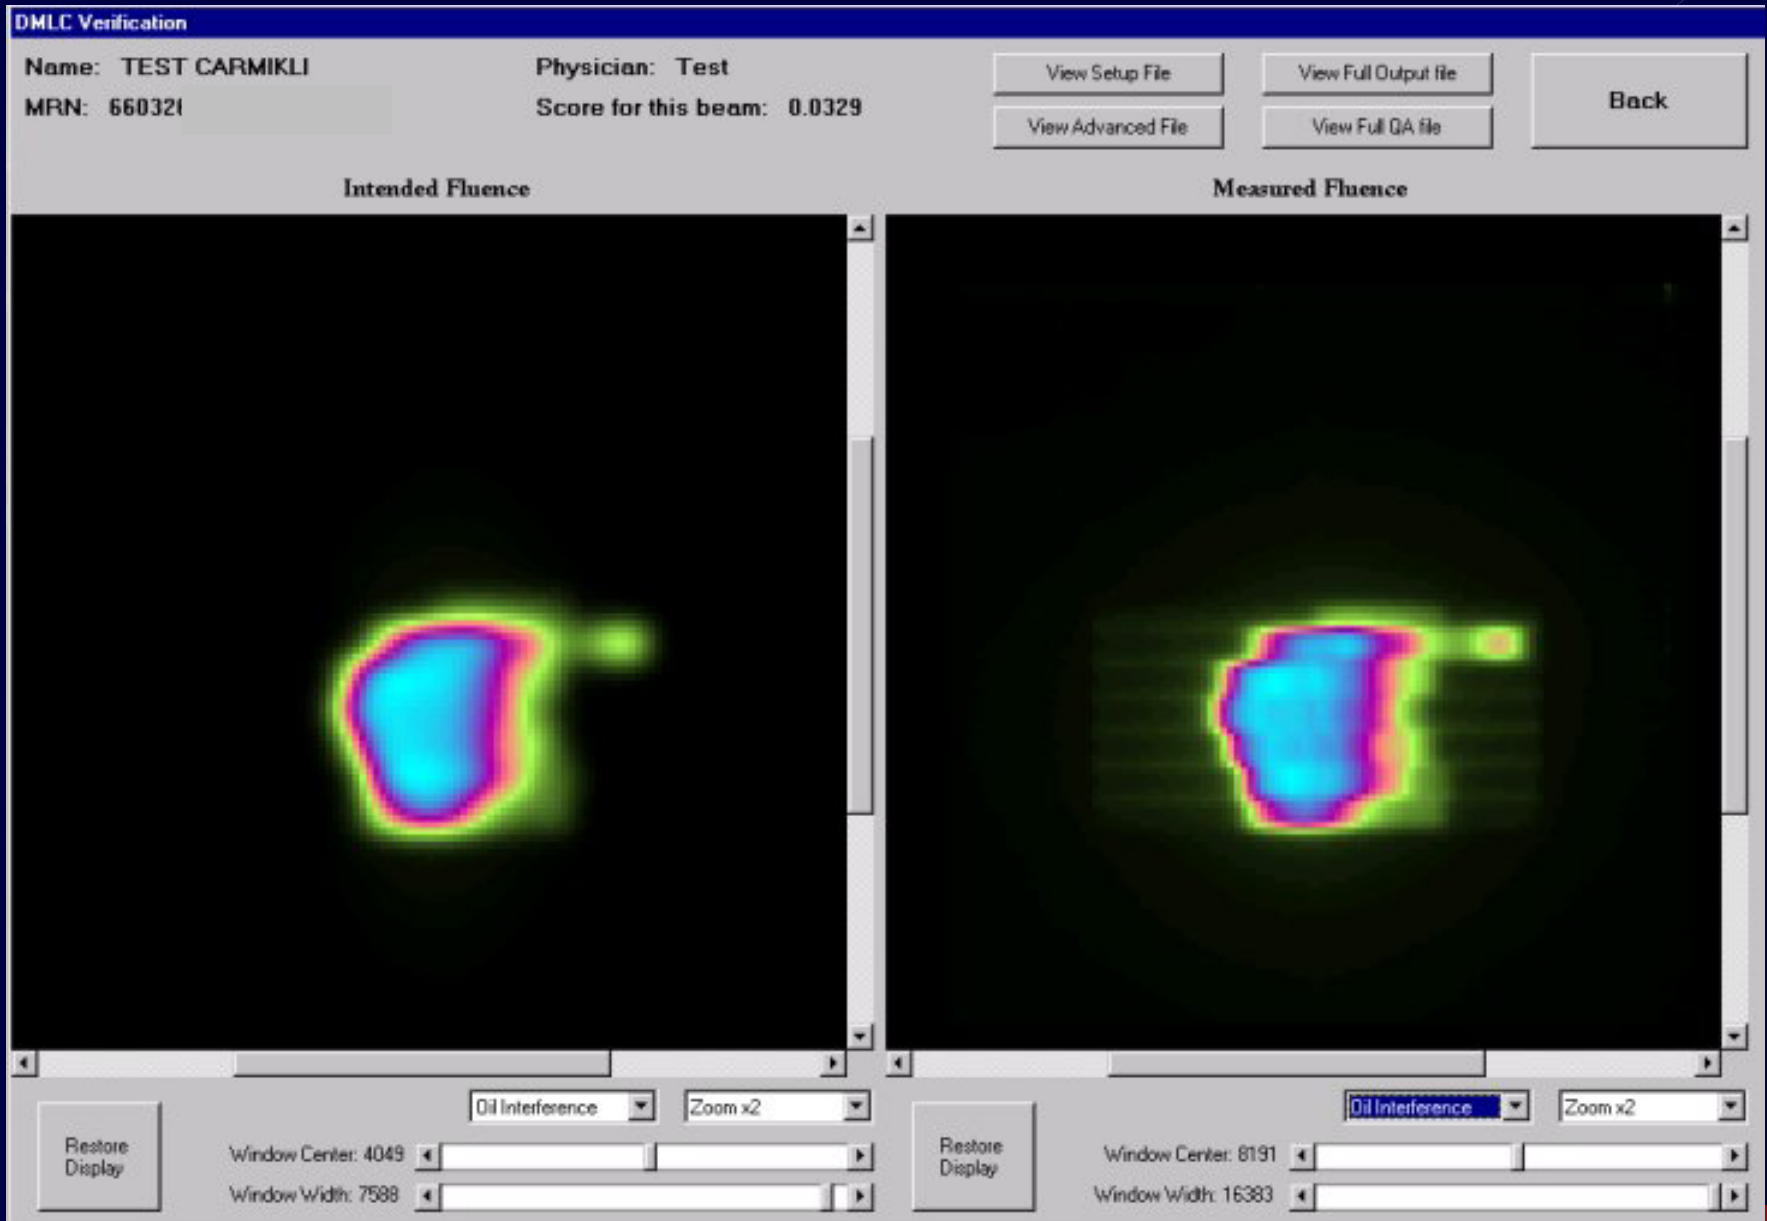 DMLC Verification
Name: TEST CARMIKLI
Physician: Test
MRN: 66032
Score for this beam: 0.0329
View Setup File
View Full Output file
View Advanced File
View Full QA file
Back
Intended Fluence
Measured Fluence
Oil Interference
Zoom x2
Restore
Display
Window Center: 4049
Window Width: 7588
Oil Interference
Zoom x2
Restore
Display
Window Center: 8191
Window Width: 16383